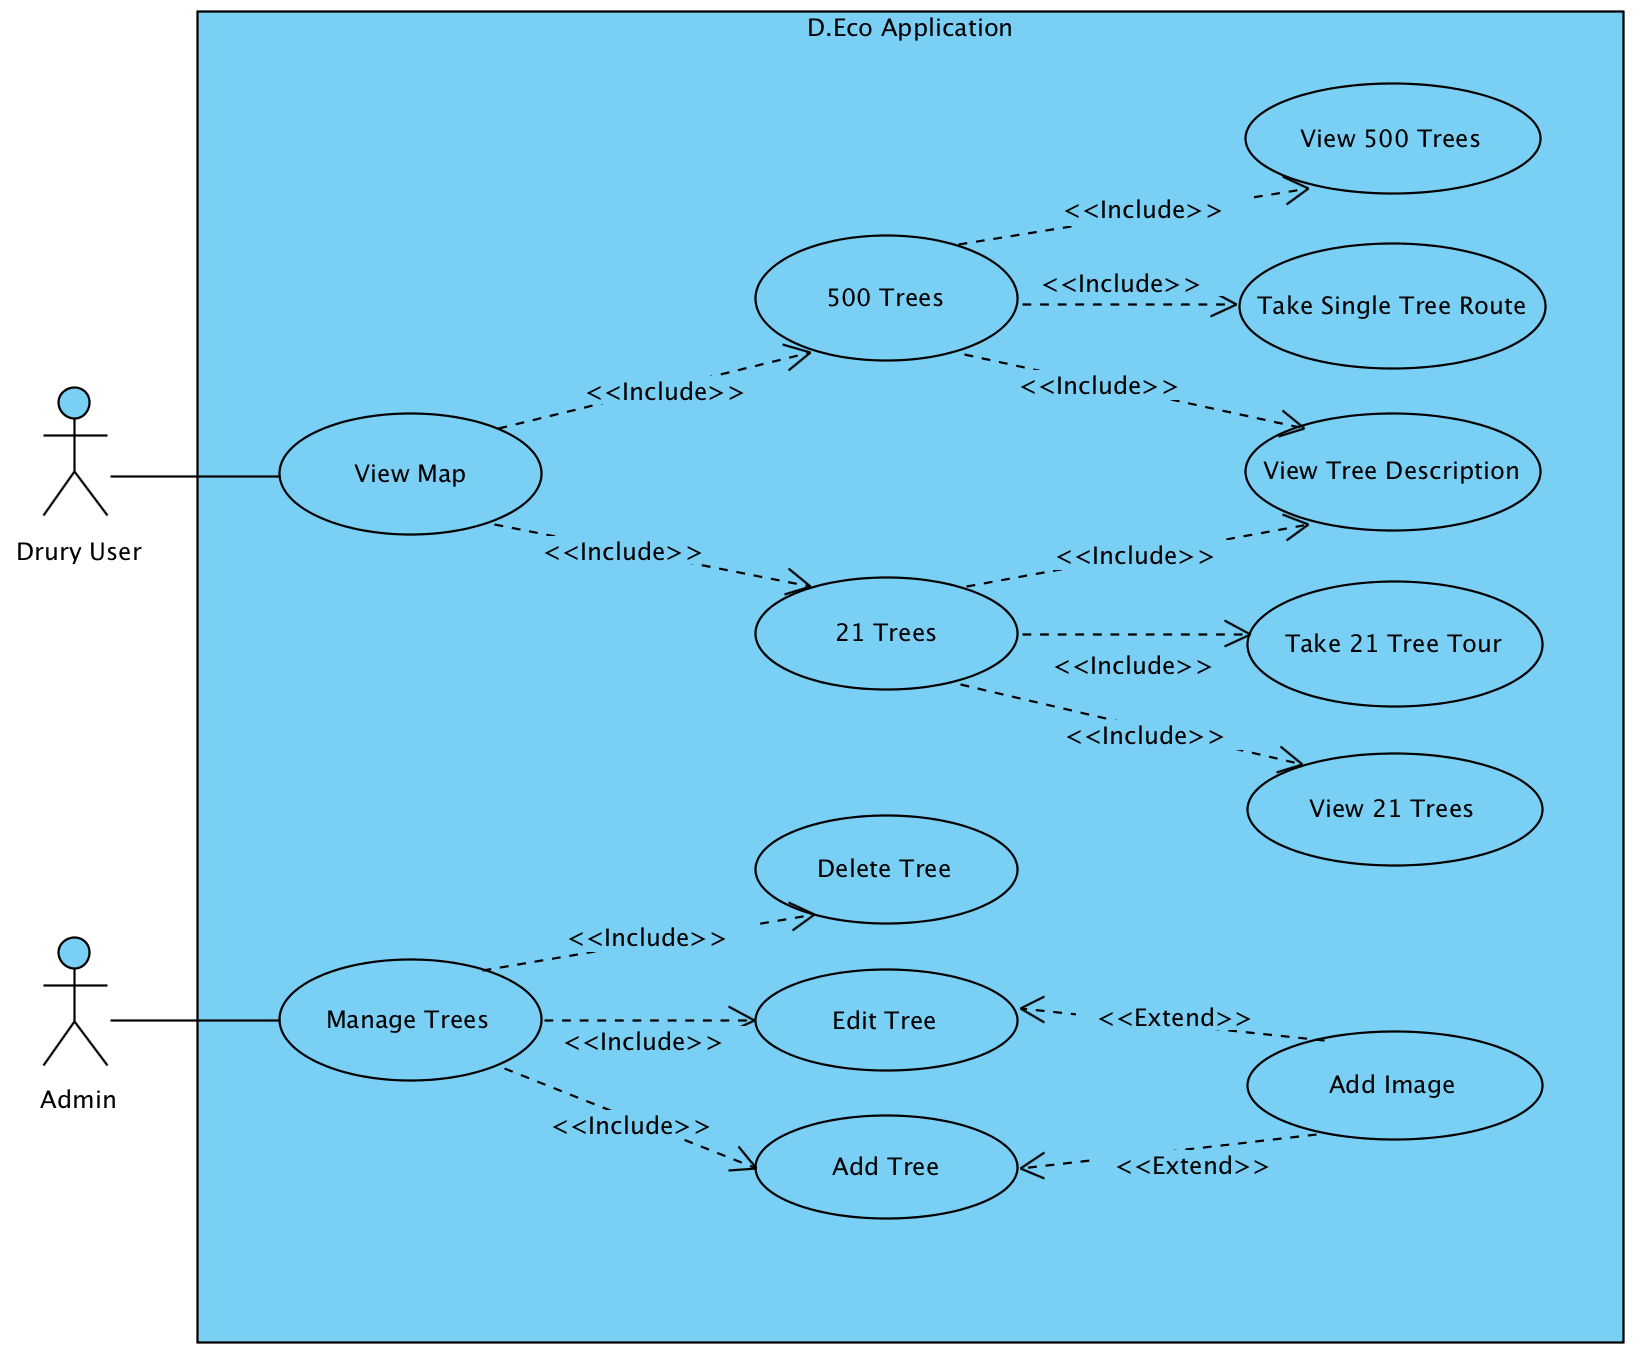 D.Eco Application
View 500 Trees
<<Include>>
500 Trees
<<Include>>
Take Single Tree Route
<<Include>>
<<Include>>
View Map
View Tree Description
Drury User
<<Include>>
<<Include>>
21 Trees
Take 21 Tree Tour
<<Include>>
<<Include>>
View 21 Trees
Delete Tree
<<Include>>
Manage Trees
Edit Tree
<<Extend>>
<<Include>>
Add Image
Admin
<<Include>>
Add Tree
<<Extend>>